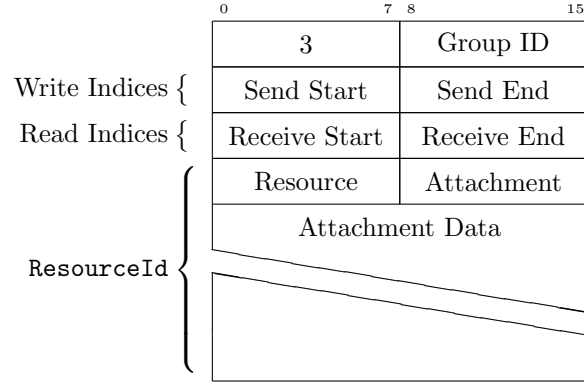 0 7 8 15
3 Group ID
Write Indices { Send Start Send End
Read Indices { Receive Start Receive End
Resource Attachment
Attachment Data
ResourceId {